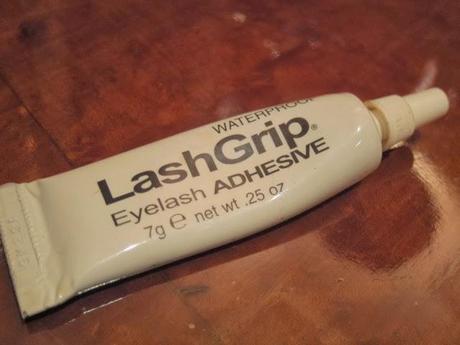 WATERPROOF
LashGrip®
Eyelash ADHESIVE
7g ℮ net wt .25 oz